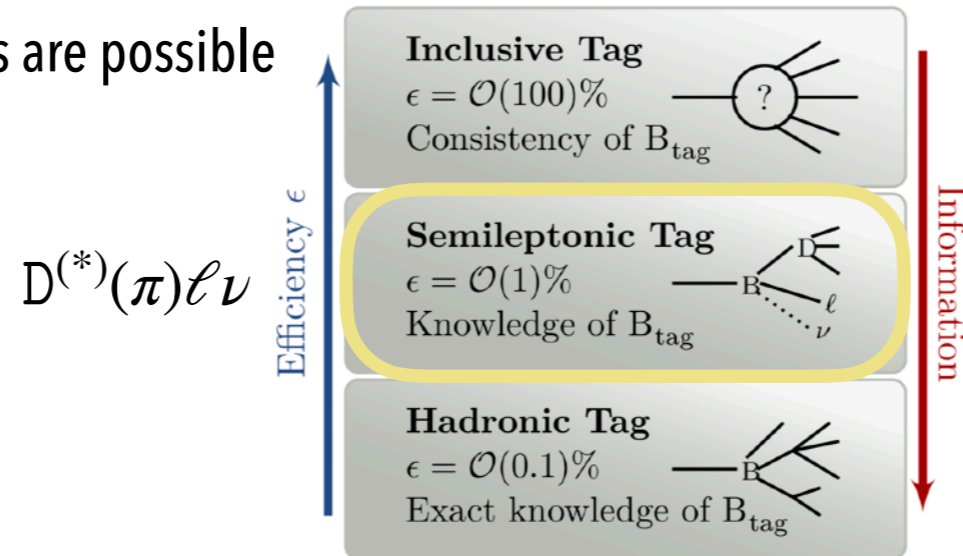 s are possible
Inclusive Tag
ϵ = 𝒪(100)%
Consistency of B_tag
?
Efficiency ϵ
Information
D^(*)(π)ℓν
Semileptonic Tag
ϵ = 𝒪(1)%
Knowledge of B_tag
B
D
ℓ
ν
Hadronic Tag
ϵ = 𝒪(0.1)%
Exact knowledge of B_tag
B